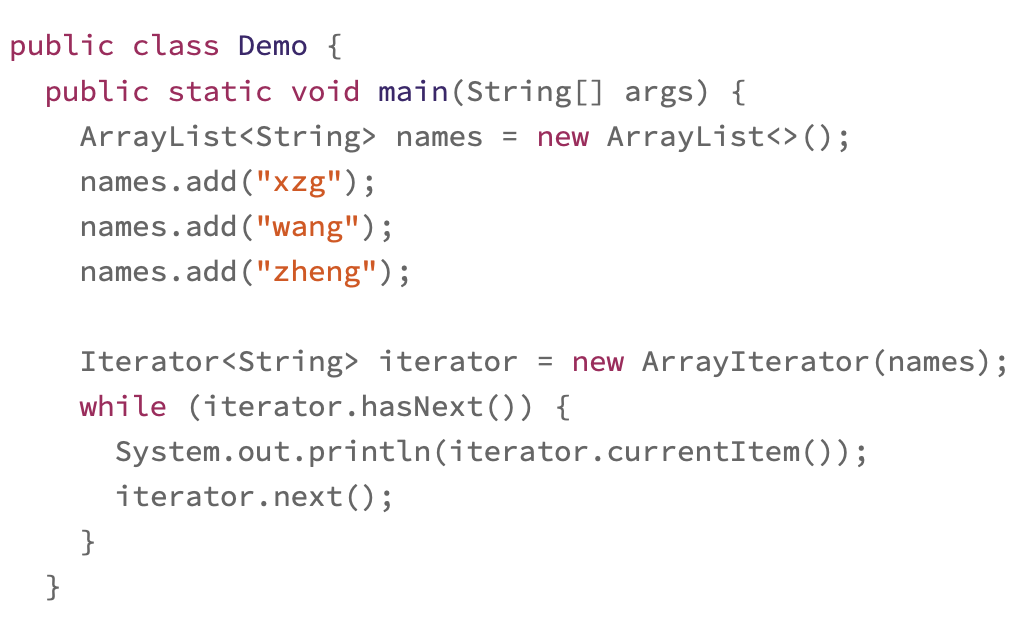 public class Demo {
  public static void main(String[] args) {
    ArrayList<String> names = new ArrayList<>();
    names.add("xzg");
    names.add("wang");
    names.add("zheng");

    Iterator<String> iterator = new ArrayIterator(names);
    while (iterator.hasNext()) {
      System.out.println(iterator.currentItem());
      iterator.next();
    }
  }